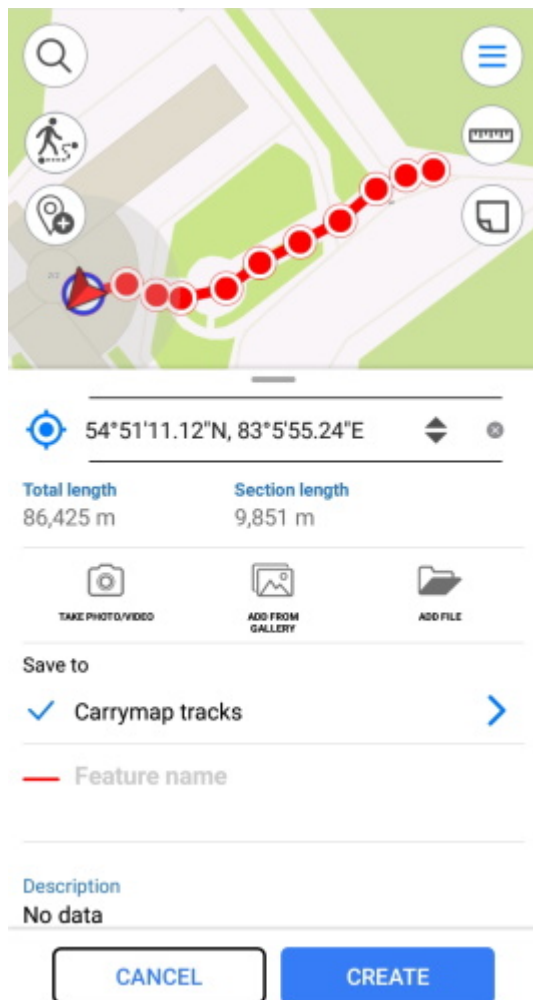 54°51'11.12"N, 83°5'55.24"E
Total length
Section length
86,425 m
9,851 m
TAKE PHOTO/VIDEO
ADD FROM
GALLERY
ADD FILE
Save to
Carrymap tracks
Feature name
Description
No data
CANCEL
CREATE